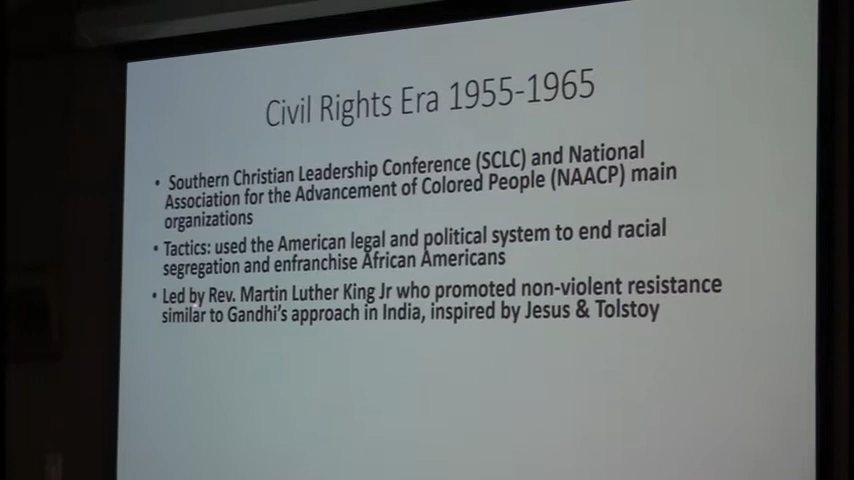 Civil Rights Era 1955-1965
• Southern Christian Leadership Conference (SCLC) and National
Association for the Advancement of Colored People (NAACP) main
organizations
• Tactics: used the American legal and political system to end racial
segregation and enfranchise African Americans
• Led by Rev. Martin Luther King Jr who promoted non-violent resistance
similar to Gandhi's approach in India, inspired by Jesus & Tolstoy